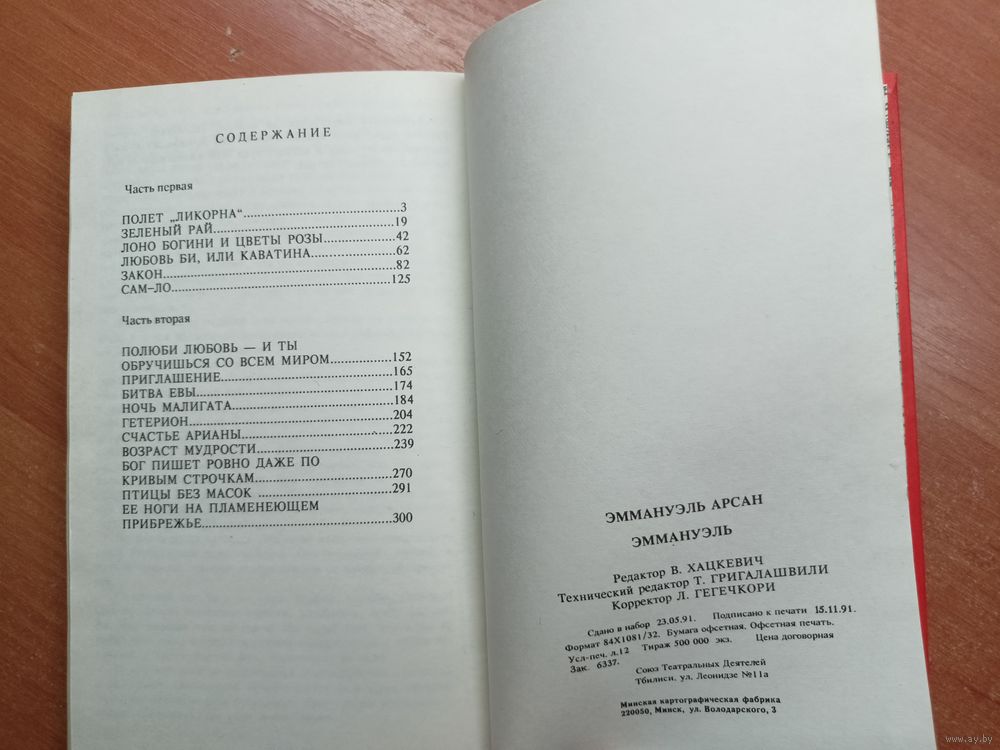 СОДЕРЖАНИЕ
Часть первая
ПОЛЕТ „ЛИКОРНА“ 3
ЗЕЛЕНЫЙ РАЙ 19
ЛОНО БОГИНИ И ЦВЕТЫ РОЗЫ 42
ЛЮБОВЬ БИ, ИЛИ КАВАТИНА 62
ЗАКОН 82
САМ–ЛО 125
Часть вторая
ПОЛЮБИ ЛЮБОВЬ — И ТЫ
ОБРУЧИШЬСЯ СО ВСЕМ МИРОМ 152
ПРИГЛАШЕНИЕ 165
БИТВА ЕВЫ 174
НОЧЬ МАЛИГАТА 184
ГЕТЕРИОН 204
СЧАСТЬЕ АРИАНЫ 222
ВОЗРАСТ МУДРОСТИ 239
БОГ ПИШЕТ РОВНО ДАЖЕ ПО
КРИВЫМ СТРОЧКАМ 270
ПТИЦЫ БЕЗ МАСОК 291
ЕЕ НОГИ НА ПЛАМЕНЕЮЩЕМ
ПРИБРЕЖЬЕ 300
ЭММАНУЭЛЬ АРСАН
ЭММАНУЭЛЬ
Редактор В. ХАЦКЕВИЧ
Технический редактор Т. ГРИГАЛАШВИЛИ
Корректор Л. ГЕГЕЧКОРИ
Сдано в набор 23.05.91. Подписано к печати 15.11.91.
Формат 84X1081/32. Бумага офсетная. Офсетная печать.
Усл-печ. л.12 Тираж 500 000 экз. Цена договорная
Зак. 6337.
Союз Театральных Деятелей
Тбилиси. ул. Леонидзе №11а
Минская картографическая фабрика
220050, Минск, ул. Володарского, 3
www.ay.by